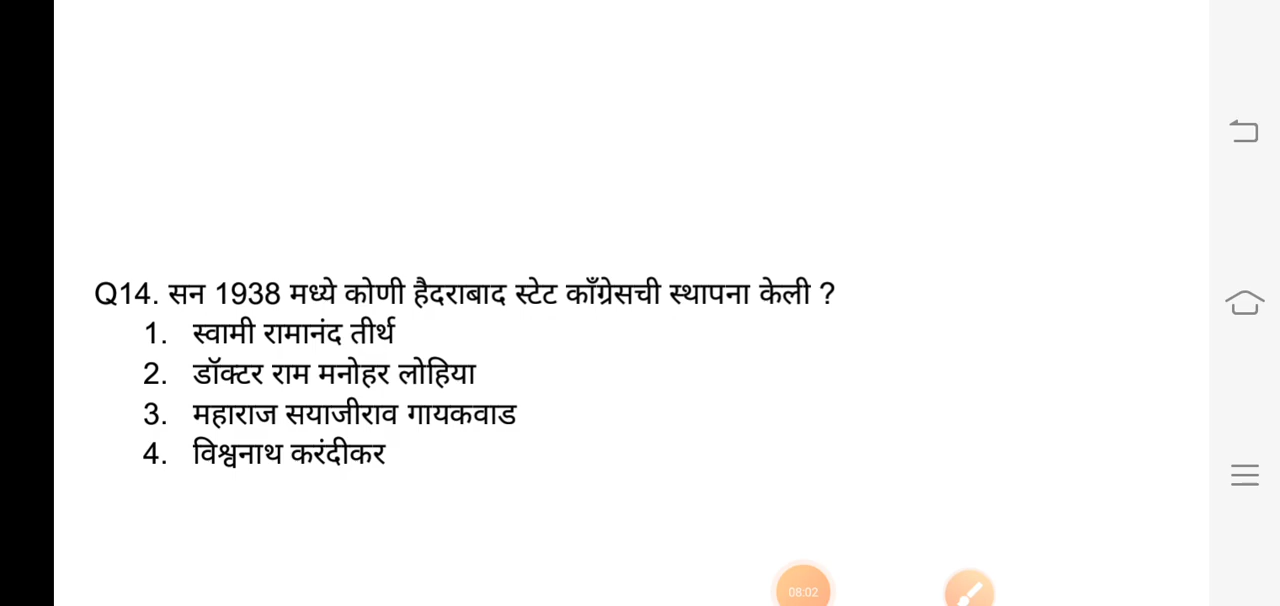 Q14. सन 1938 मध्ये कोणी हैदराबाद स्टेट काँग्रेसची स्थापना केली ?
1. स्वामी रामानंद तीर्थ
2. डॉक्टर राम मनोहर लोहिया
3. महाराज सयाजीराव गायकवाड
4. विश्वनाथ करंदीकर
08:02